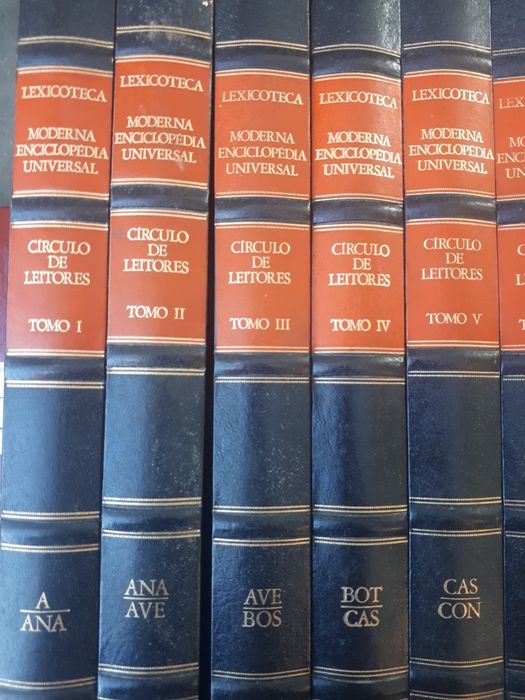 LEXICOTECA
MODERNA
ENCICLOPÉDIA
UNIVERSAL
CÍRCULO
DE
LEITORES
TOMO I
A
ANA
LEXICOTECA
MODERNA
ENCICLOPÉDIA
UNIVERSAL
CÍRCULO
DE
LEITORES
TOMO II
ANA
AVE
LEXICOTECA
MODERNA
ENCICLOPÉDIA
UNIVERSAL
CÍRCULO
DE
LEITORES
TOMO III
AVE
BOS
LEXICOTECA
MODERNA
ENCICLOPÉDIA
UNIVERSAL
CÍRCULO
DE
LEITORES
TOMO IV
BOT
CAS
LEXICOTECA
MODERNA
ENCICLOPÉDIA
UNIVERSAL
CÍRCULO
DE
LEITORES
TOMO V
CAS
CON